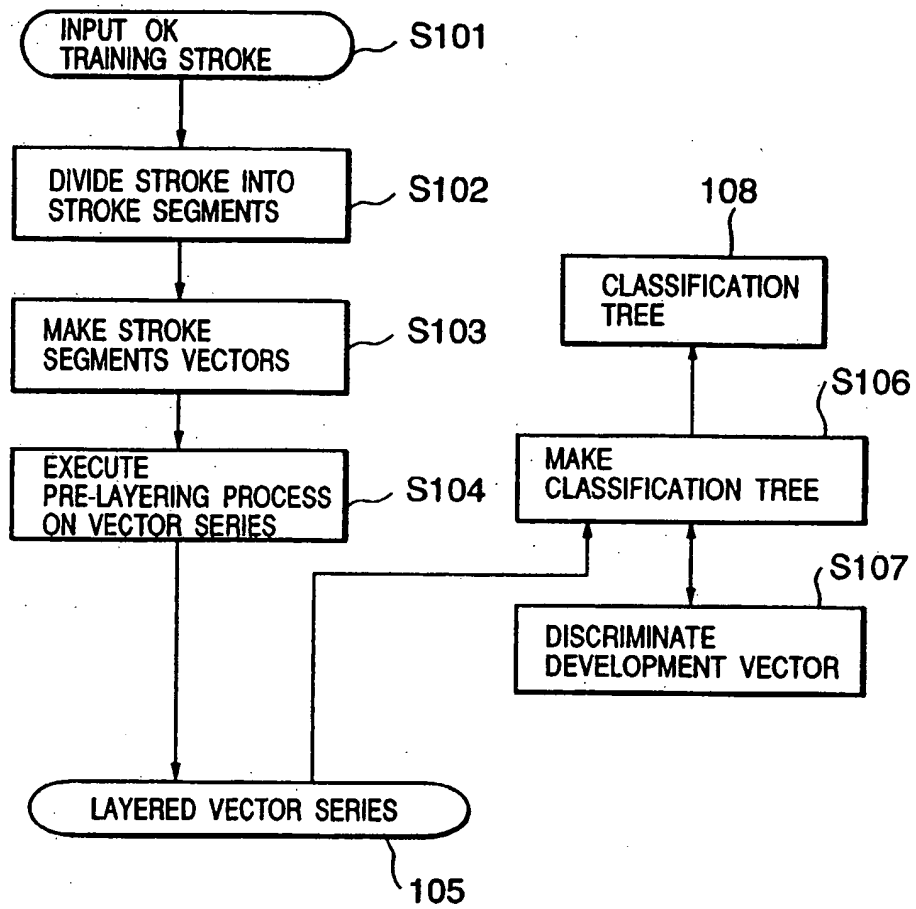 INPUT OK
TRAINING STROKE
S101
DIVIDE STROKE INTO
STROKE SEGMENTS
S102
MAKE STROKE
SEGMENTS VECTORS
S103
EXECUTE
PRE-LAYERING PROCESS
ON VECTOR SERIES
S104
LAYERED VECTOR SERIES
105
108
CLASSIFICATION
TREE
S106
MAKE
CLASSIFICATION TREE
S107
DISCRIMINATE
DEVELOPMENT VECTOR